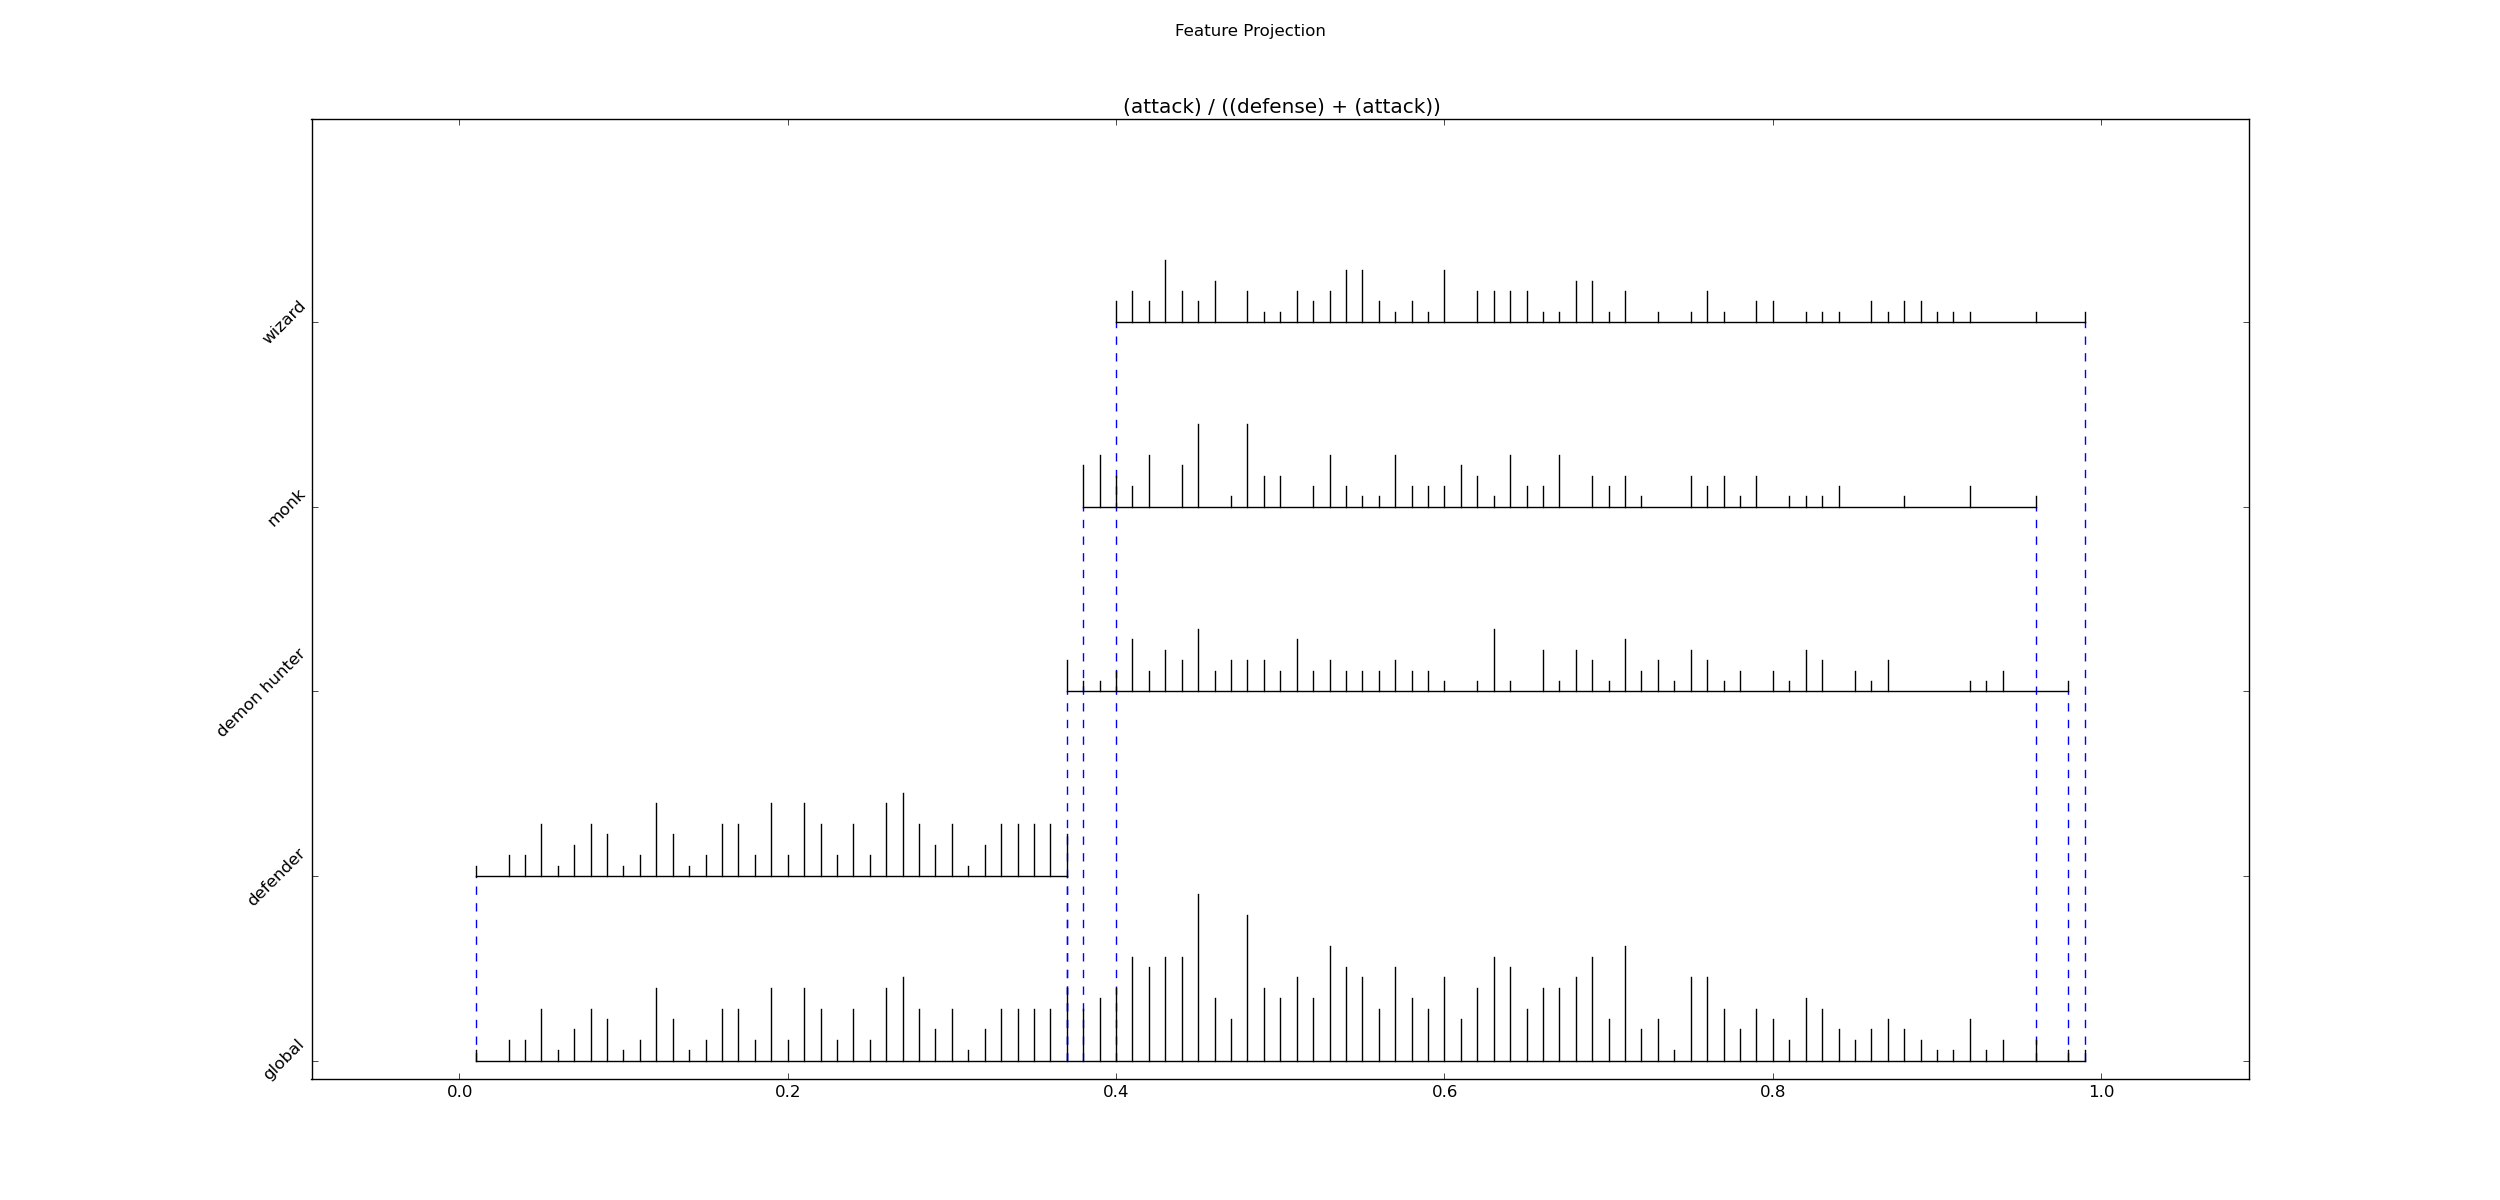 Feature Projection
(attack) / ((defense) + (attack))
wizard
monk
demon hunter
defender
global
0.0 0.2 0.4 0.6 0.8 1.0